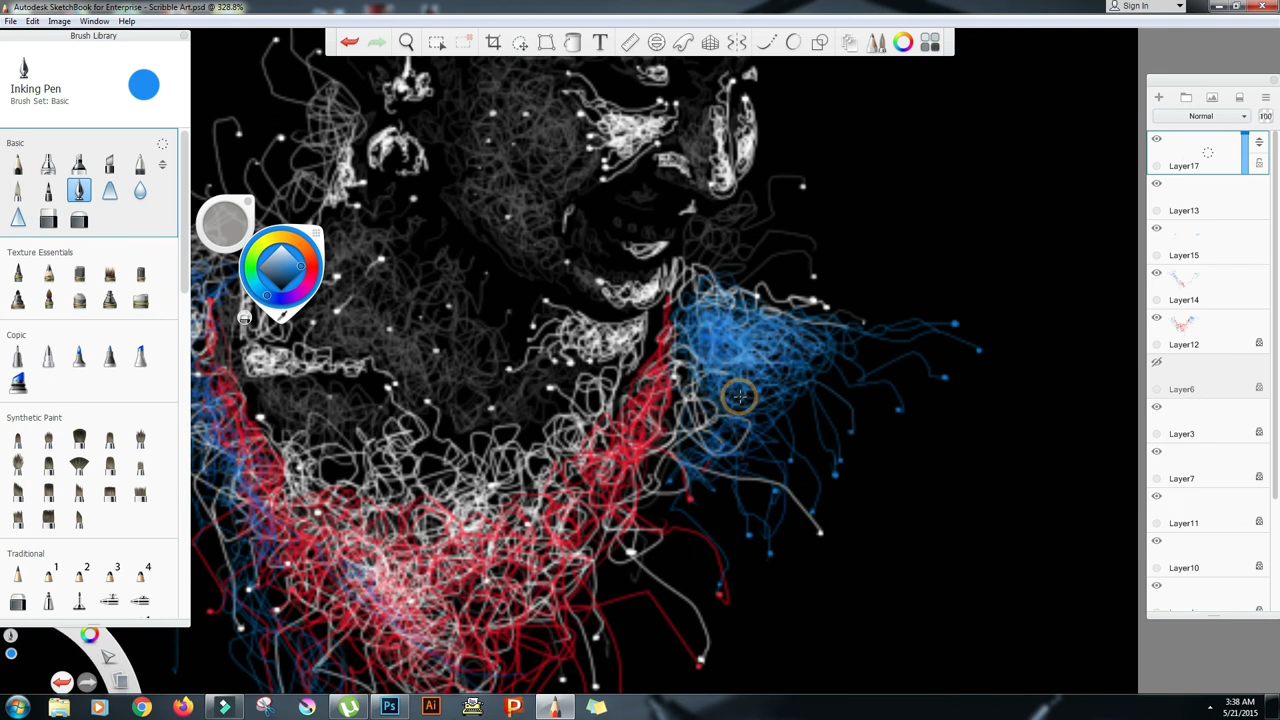 Autodesk SketchBook for Enterprise - Scribble Art.psd @ 328.8%
Sign In
File Edit Image Window Help
Brush Library
Inking Pen
Brush Set: Basic
Basic
Texture Essentials
Copic
Synthetic Paint
Traditional
1 2 3 4
Normal 100
Layer17
Layer13
Layer15
Layer14
Layer12
Layer6
Layer3
Layer7
Layer11
Layer10
Ps Ai
3:38 AM
5/21/2015